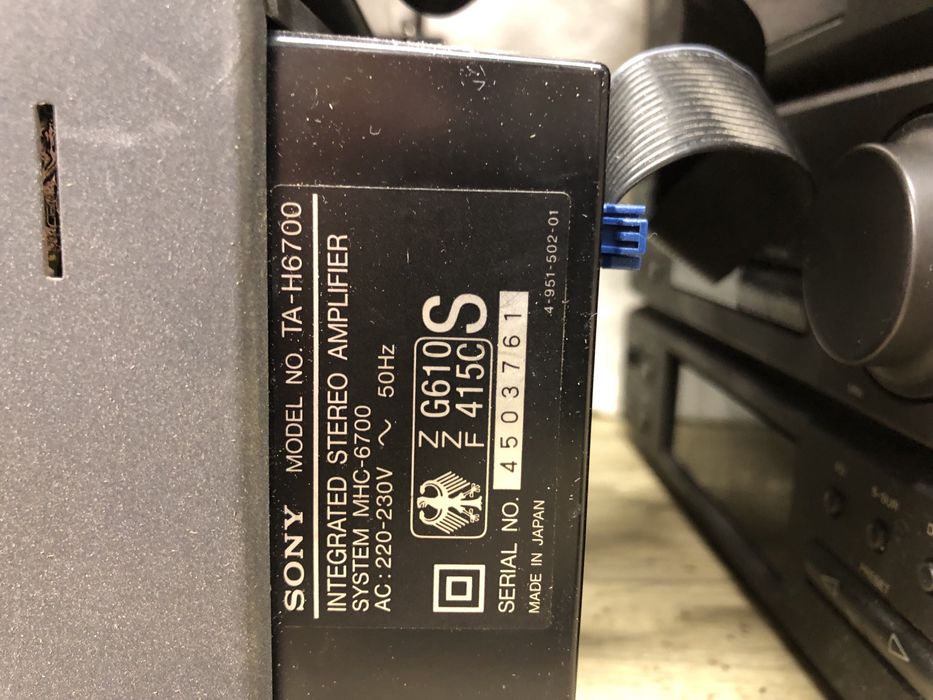 SONY MODEL NO. TA-H6700
INTEGRATED STEREO AMPLIFIER
SYSTEM MHC-6700
AC: 220-230V ~ 50Hz
Z G610
Z 415C
F
S
SERIAL NO. 4503761
MADE IN JAPAN
4-951-502-01
PRESET